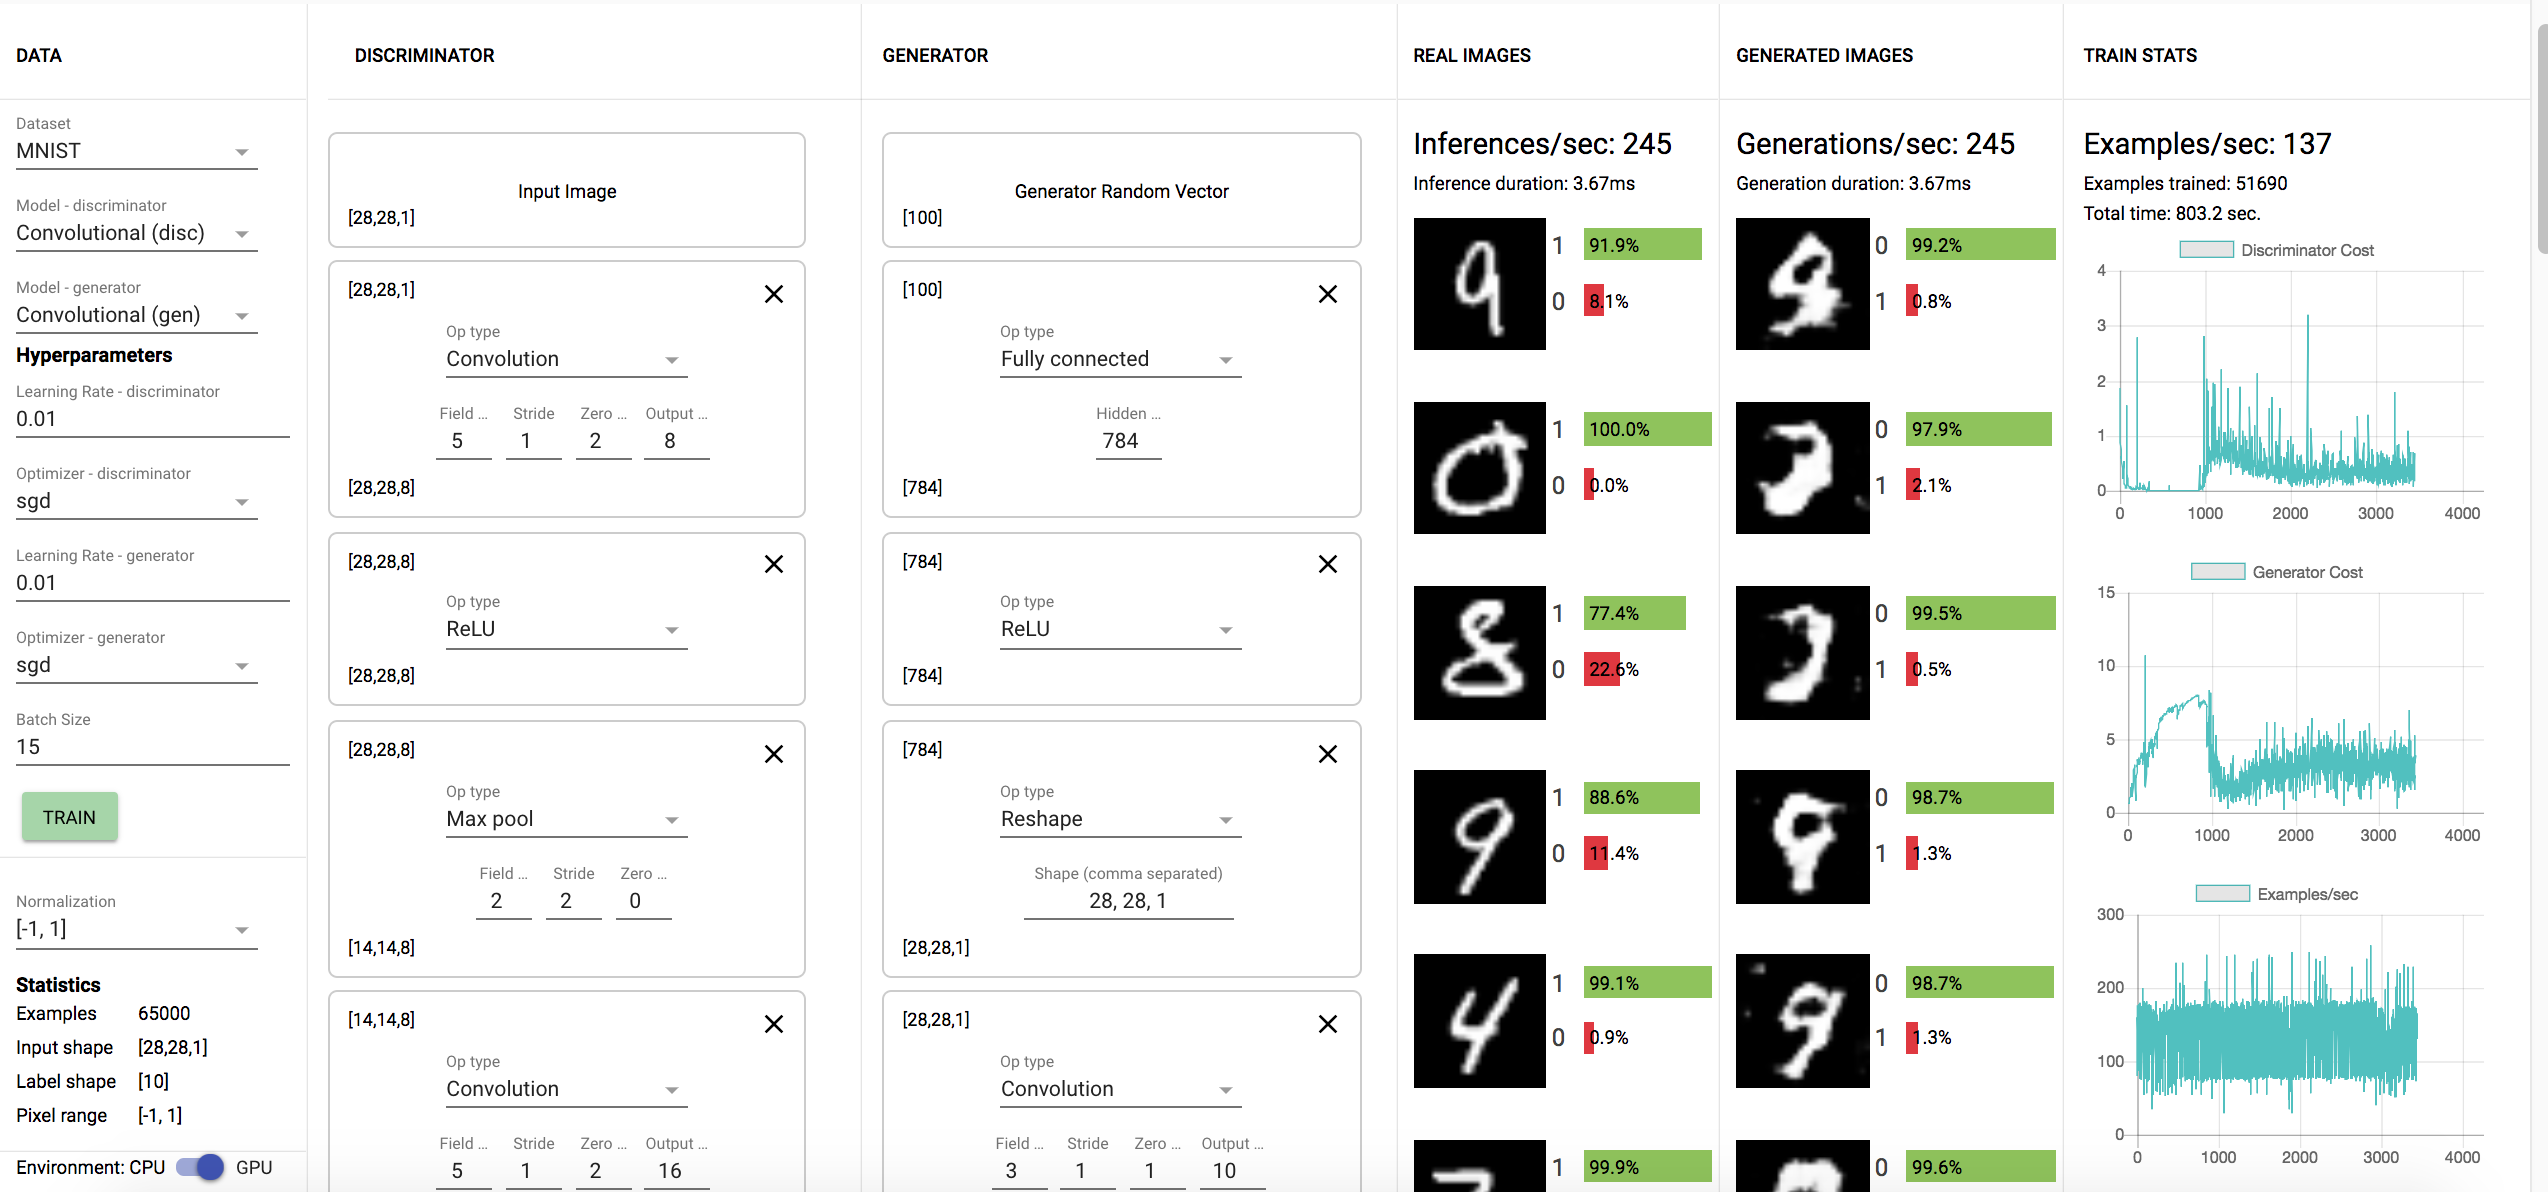 DATA
Dataset
MNIST
Model - discriminator
Convolutional (disc)
Model - generator
Convolutional (gen)
Hyperparameters
Learning Rate - discriminator
0.01
Optimizer - discriminator
sgd
Learning Rate - generator
0.01
Optimizer - generator
sgd
Batch Size
15
TRAIN
Normalization
[-1, 1]
Statistics
Examples 65000
Input shape [28,28,1]
Label shape [10]
Pixel range [-1, 1]
Environment: CPU GPU
DISCRIMINATOR
Input Image
[28,28,1]
[28,28,1]
Op type
Convolution
Field ... Stride Zero ... Output ...
5 1 2 8
[28,28,8]
[28,28,8]
Op type
ReLU
[28,28,8]
[28,28,8]
Op type
Max pool
Field ... Stride Zero ...
2 2 0
[14,14,8]
[14,14,8]
Op type
Convolution
Field ... Stride Zero ... Output ...
5 1 2 16
GENERATOR
Generator Random Vector
[100]
[100]
Op type
Fully connected
Hidden ...
784
[784]
[784]
Op type
ReLU
[784]
[784]
Op type
Reshape
Shape (comma separated)
28, 28, 1
[28,28,1]
[28,28,1]
Op type
Convolution
Field ... Stride Zero ... Output ...
3 1 1 10
REAL IMAGES
Inferences/sec: 245
Inference duration: 3.67ms
9
1 91.9%
0 8.1%
0
1 100.0%
0 0.0%
8
1 77.4%
0 22.6%
9
1 88.6%
0 11.4%
4
1 99.1%
0 0.9%
1 99.9%
GENERATED IMAGES
Generations/sec: 245
Generation duration: 3.67ms
0 99.2%
1 0.8%
0 97.9%
1 2.1%
0 99.5%
1 0.5%
0 98.7%
1 1.3%
9
0 98.7%
1 1.3%
0 99.6%
TRAIN STATS
Examples/sec: 137
Examples trained: 51690
Total time: 803.2 sec.
Discriminator Cost
4
3
2
1
0
0 1000 2000 3000 4000
Generator Cost
15
10
5
0
0 1000 2000 3000 4000
Examples/sec
300
200
100
0
0 1000 2000 3000 4000